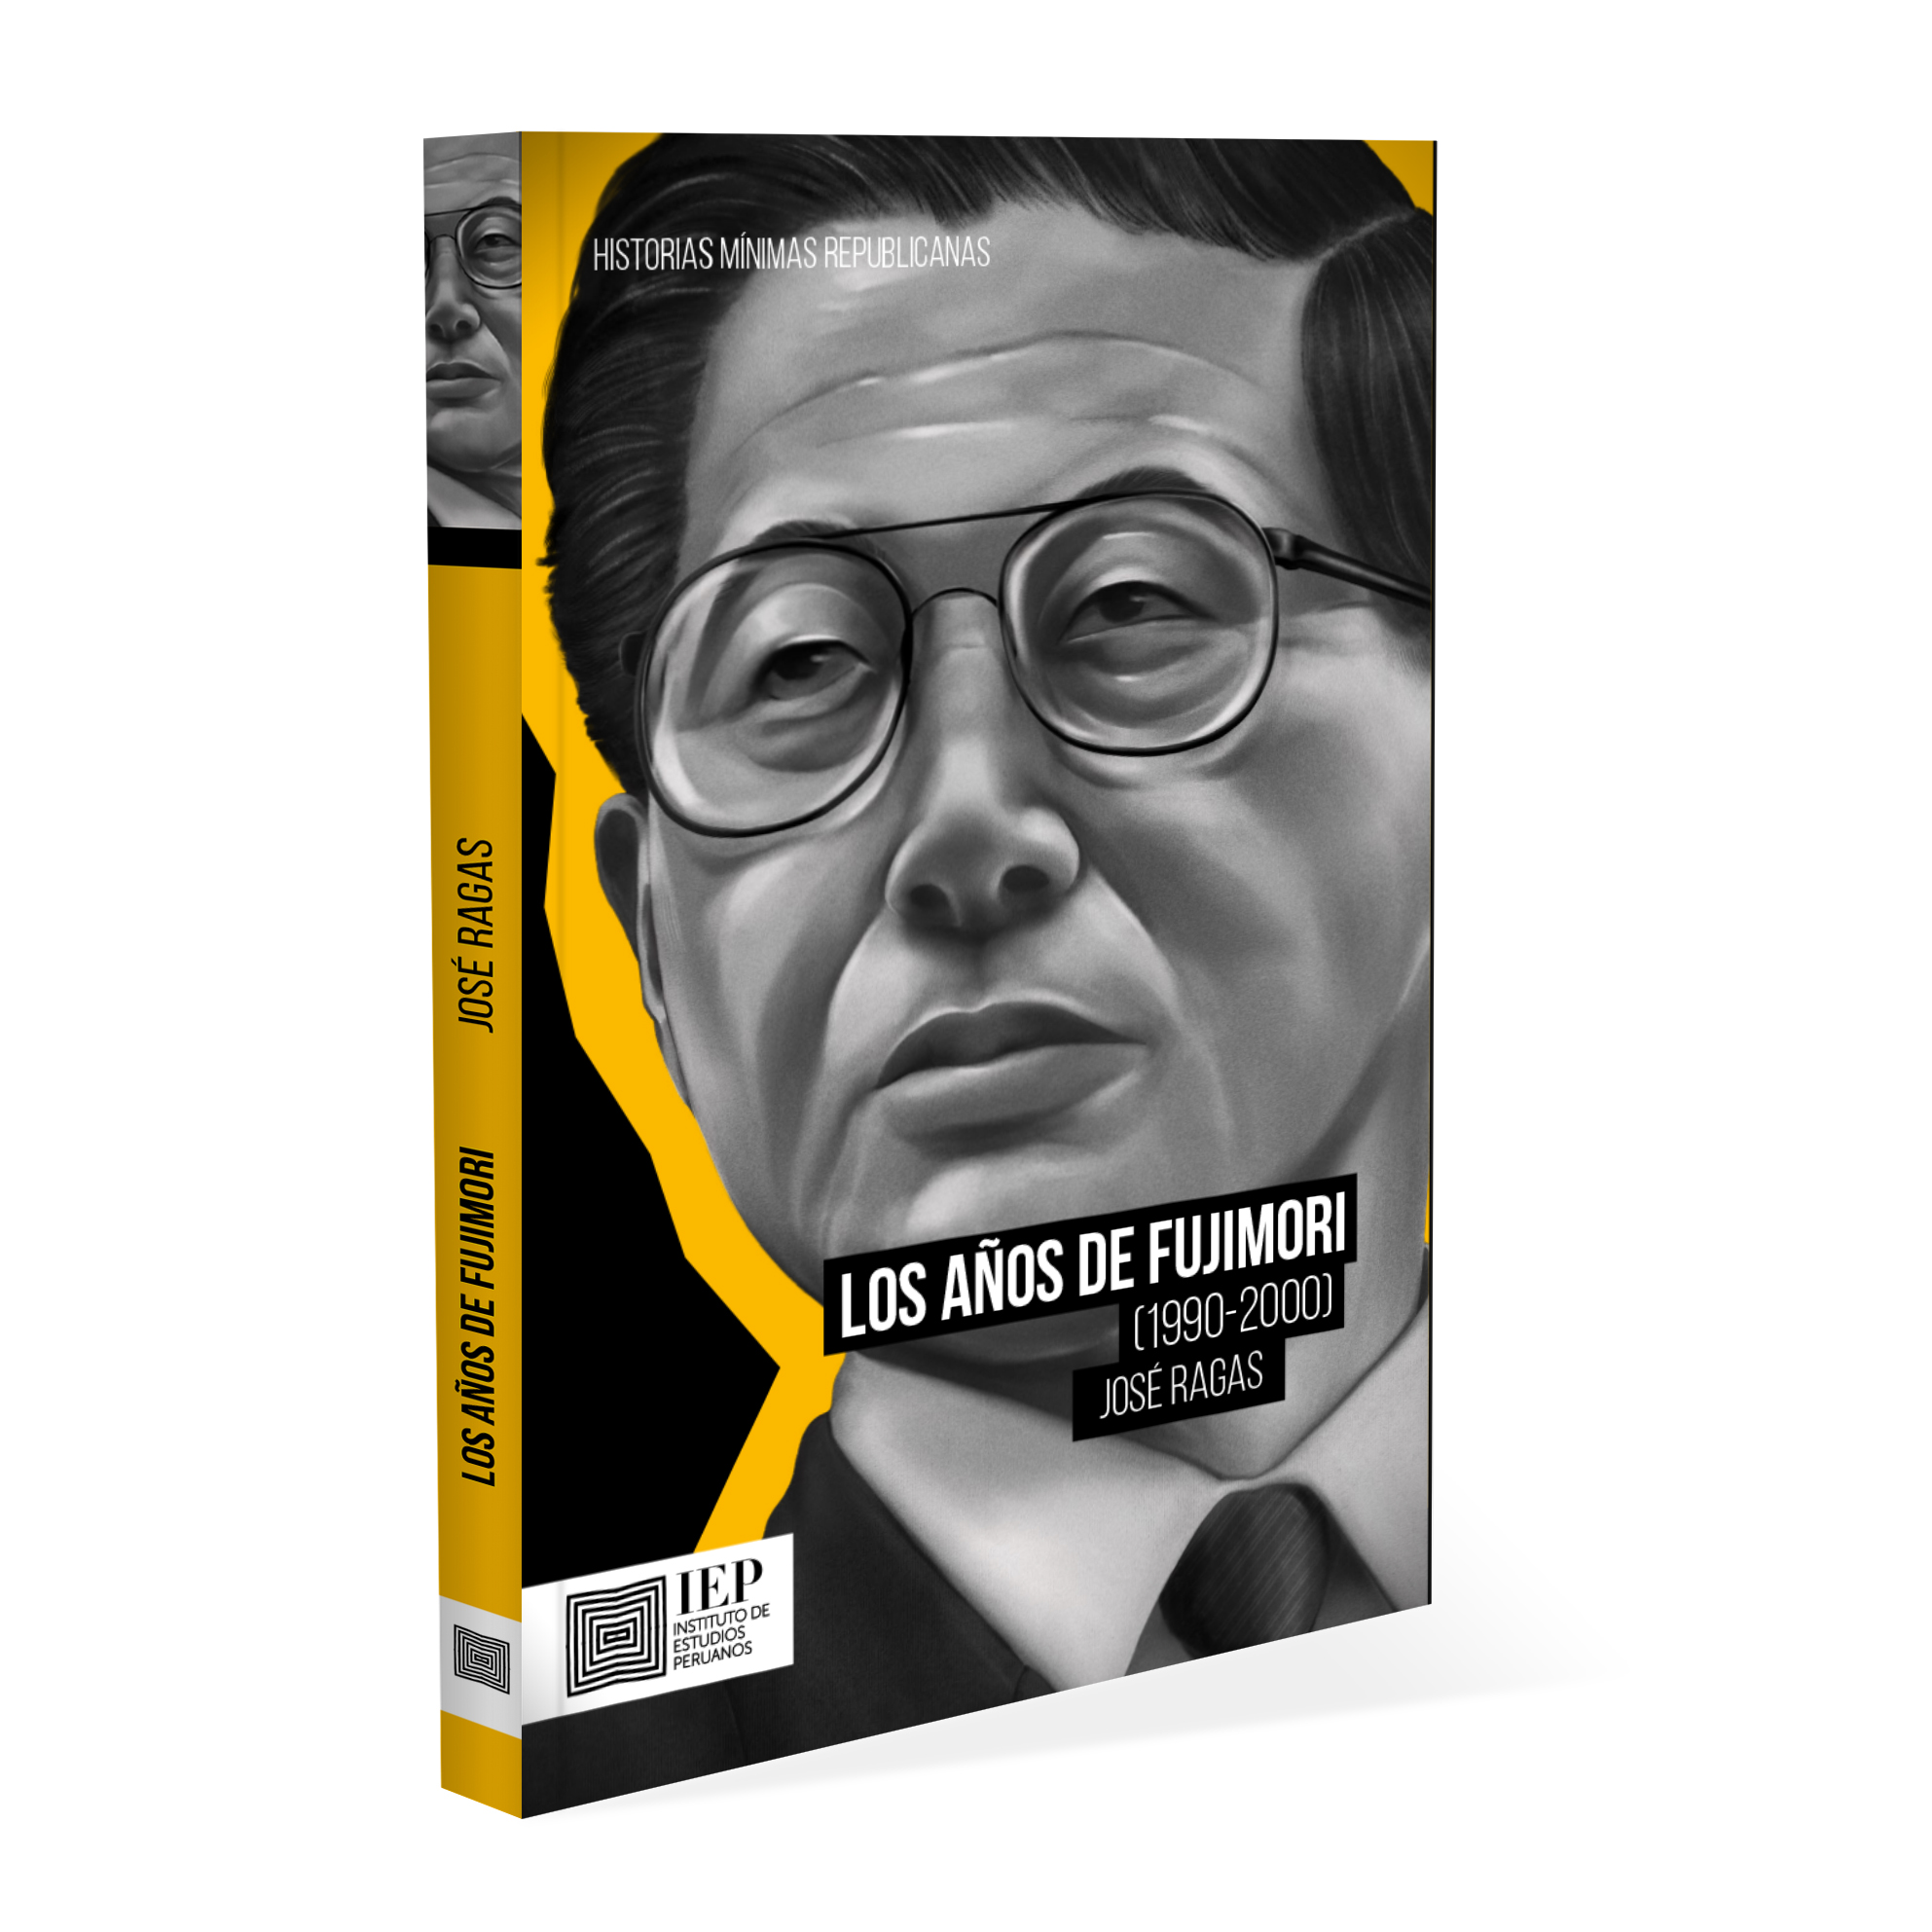 HISTORIAS MÍNIMAS REPUBLICANAS
LOS AÑOS DE FUJIMORI
(1990-2000)
JOSÉ RAGAS
IEP
INSTITUTO DE
ESTUDIOS
PERUANOS
LOS AÑOS DE FUJIMORI
JOSÉ RAGAS